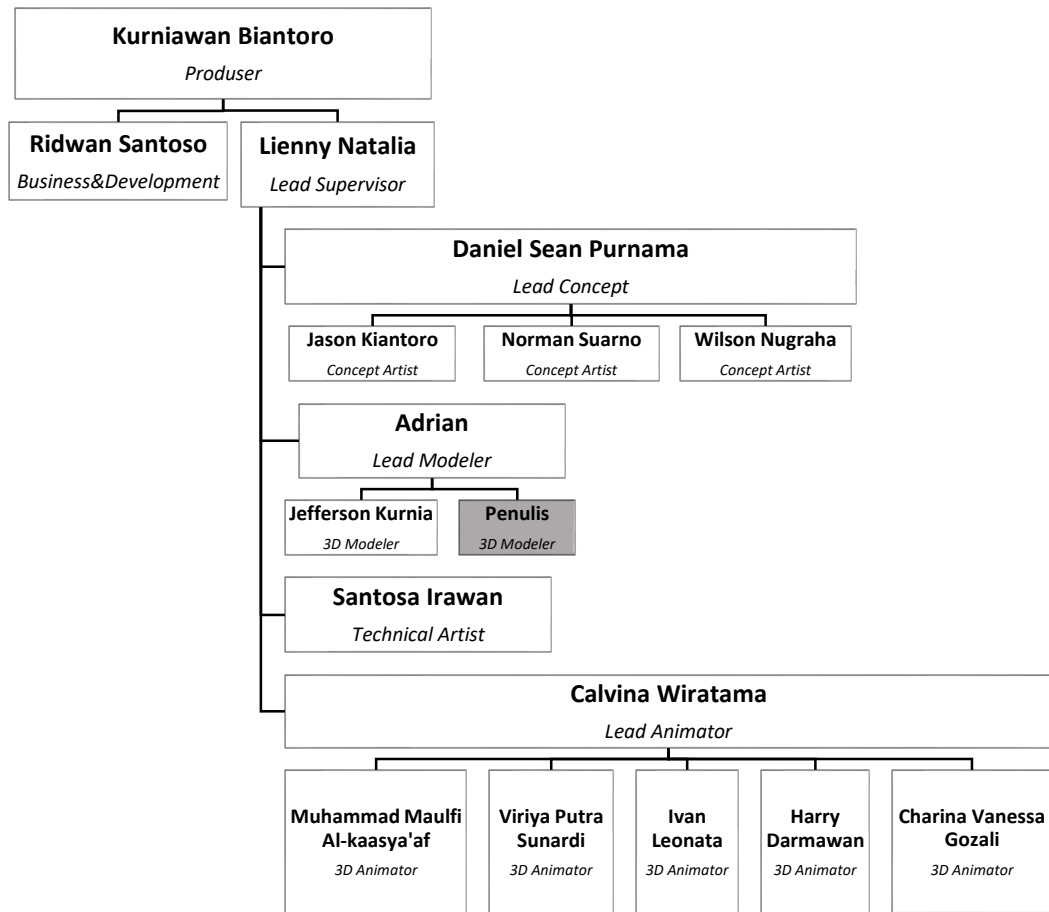 Kurniawan Biantoro
Produser
Ridwan Santoso
Business&Development
Lienny Natalia
Lead Supervisor
Daniel Sean Purnama
Lead Concept
Jason Kiantoro
Concept Artist
Norman Suarno
Concept Artist
Wilson Nugraha
Concept Artist
Adrian
Lead Modeler
Jefferson Kurnia
3D Modeler
Penulis
3D Modeler
Santosa Irawan
Technical Artist
Calvina Wiratama
Lead Animator
Muhammad Maulfi
Al-kaasya'af
3D Animator
Viriya Putra
Sunardi
3D Animator
Ivan
Leonata
3D Animator
Harry
Darmawan
3D Animator
Charina Vanessa
Gozali
3D Animator